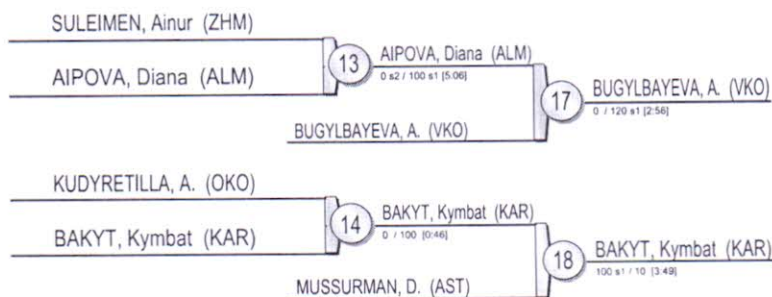 SULEIMEN, Ainur (ZHM)
AIPOVA, Diana (ALM)
13
AIPOVA, Diana (ALM)
0 s2 / 100 s1 [5:06]
BUGYLBAYEVA, A. (VKO)
17
BUGYLBAYEVA, A. (VKO)
0 / 120 s1 [2:56]
KUDYRETILLA, A. (OKO)
BAKYT, Kymbat (KAR)
14
BAKYT, Kymbat (KAR)
0 / 100 [0:46]
MUSSURMAN, D. (AST)
18
BAKYT, Kymbat (KAR)
100 s1 / 10 [3:49]